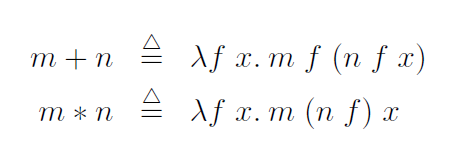 m + n ≜ λf x. m f (n f x)
m ∗ n ≜ λf x. m (n f) x